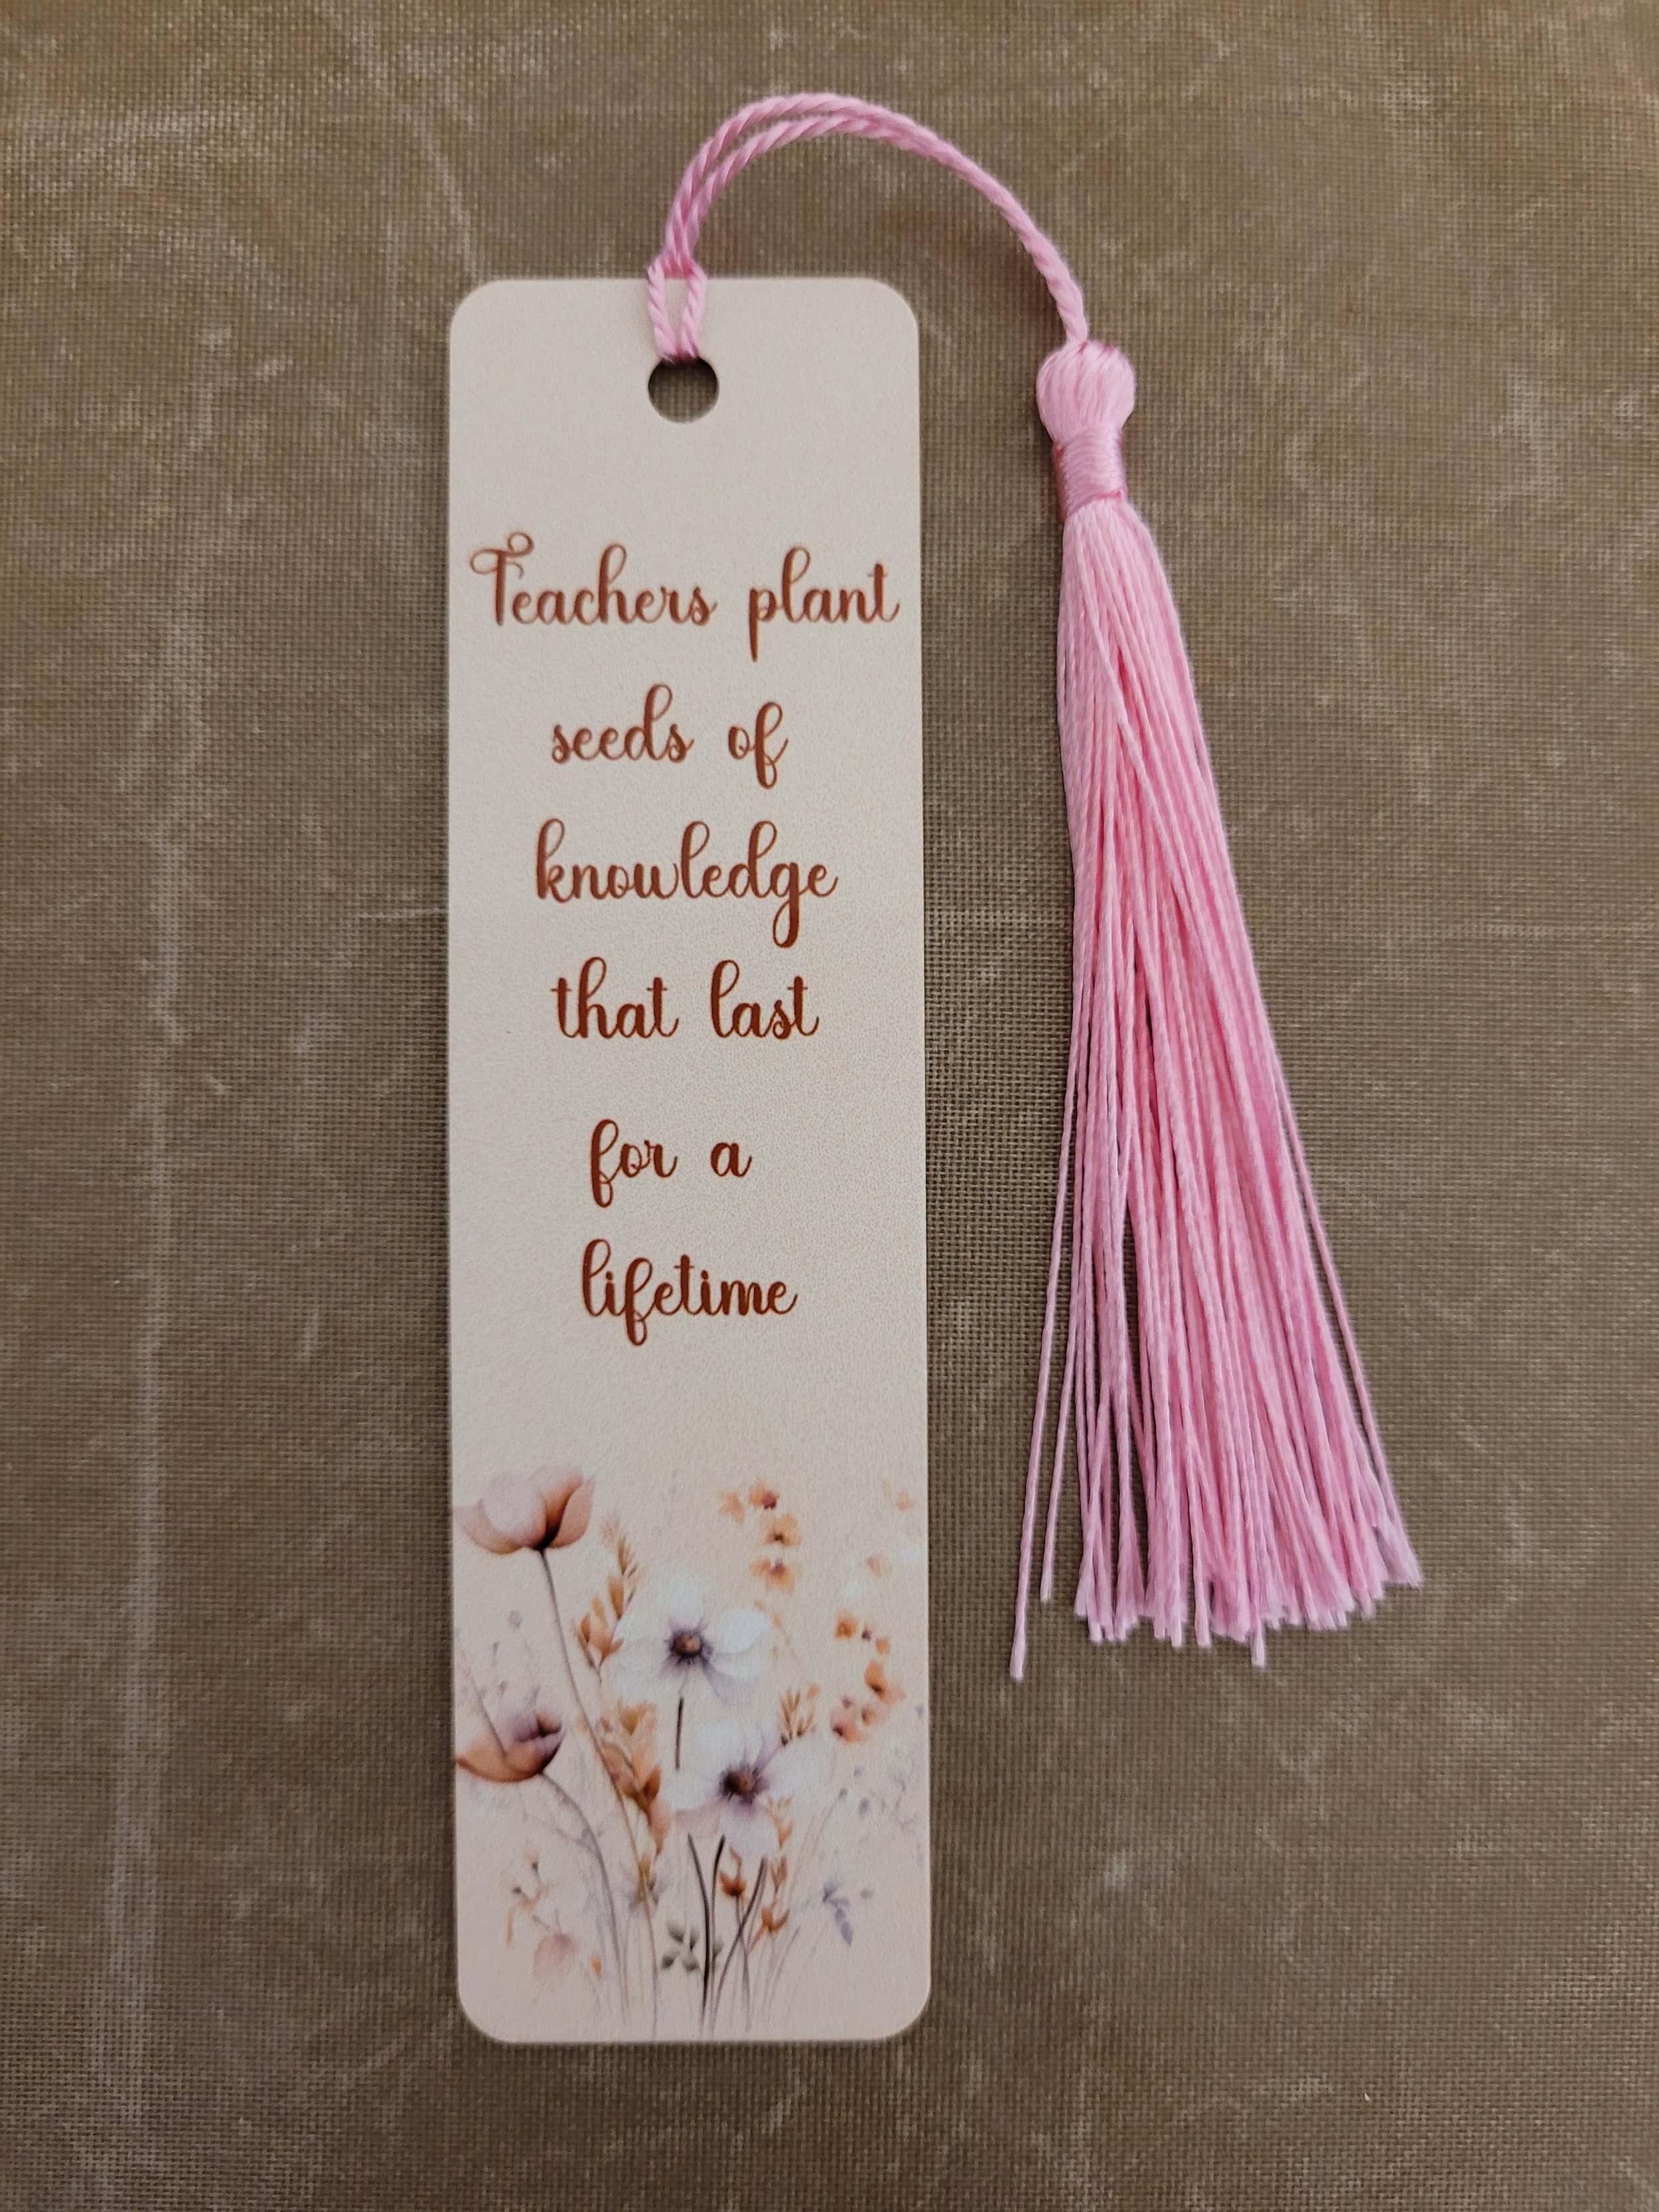 Teachers plant
seeds of
knowledge
that last
for a
lifetime